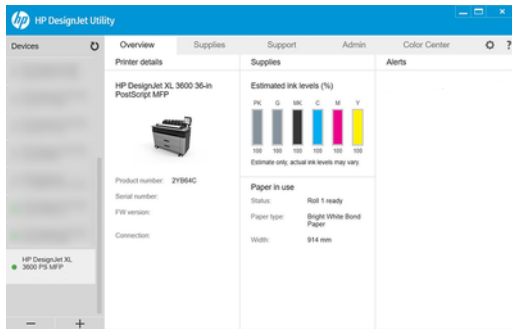 hp HP DesignJet Utility
Devices
Overview Supplies Support Admin Color Center ?
Printer details Supplies Alerts
HP DesignJet XL 3600 36-in
PostScript MFP
Product number: 2YB64C
Serial number:
FW version:
Connection:
Estimated ink levels (%)
PK G MK C M Y
100 100 100 100 100 100
Estimate only, actual ink levels may vary.
Paper in use
Status: Roll 1 ready
Paper type: Bright White Bond
Paper
Width: 914 mm
HP DesignJet XL
3600 PS MFP